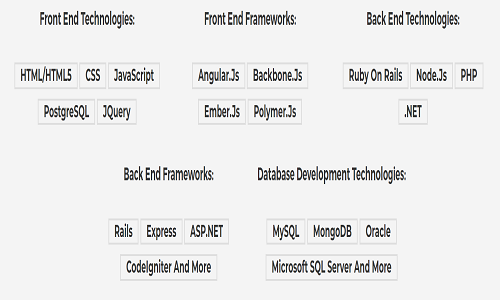 Front End Technologies:
HTML/HTML5 CSS JavaScript
PostgreSQL JQuery
Front End Frameworks:
Angular.Js Backbone.Js
Ember.Js Polymer.Js
Back End Technologies:
Ruby On Rails Node.Js PHP
.NET
Back End Frameworks:
Rails Express ASP.NET
CodeIgniter And More
Database Development Technologies:
MySQL MongoDB Oracle
Microsoft SQL Server And More